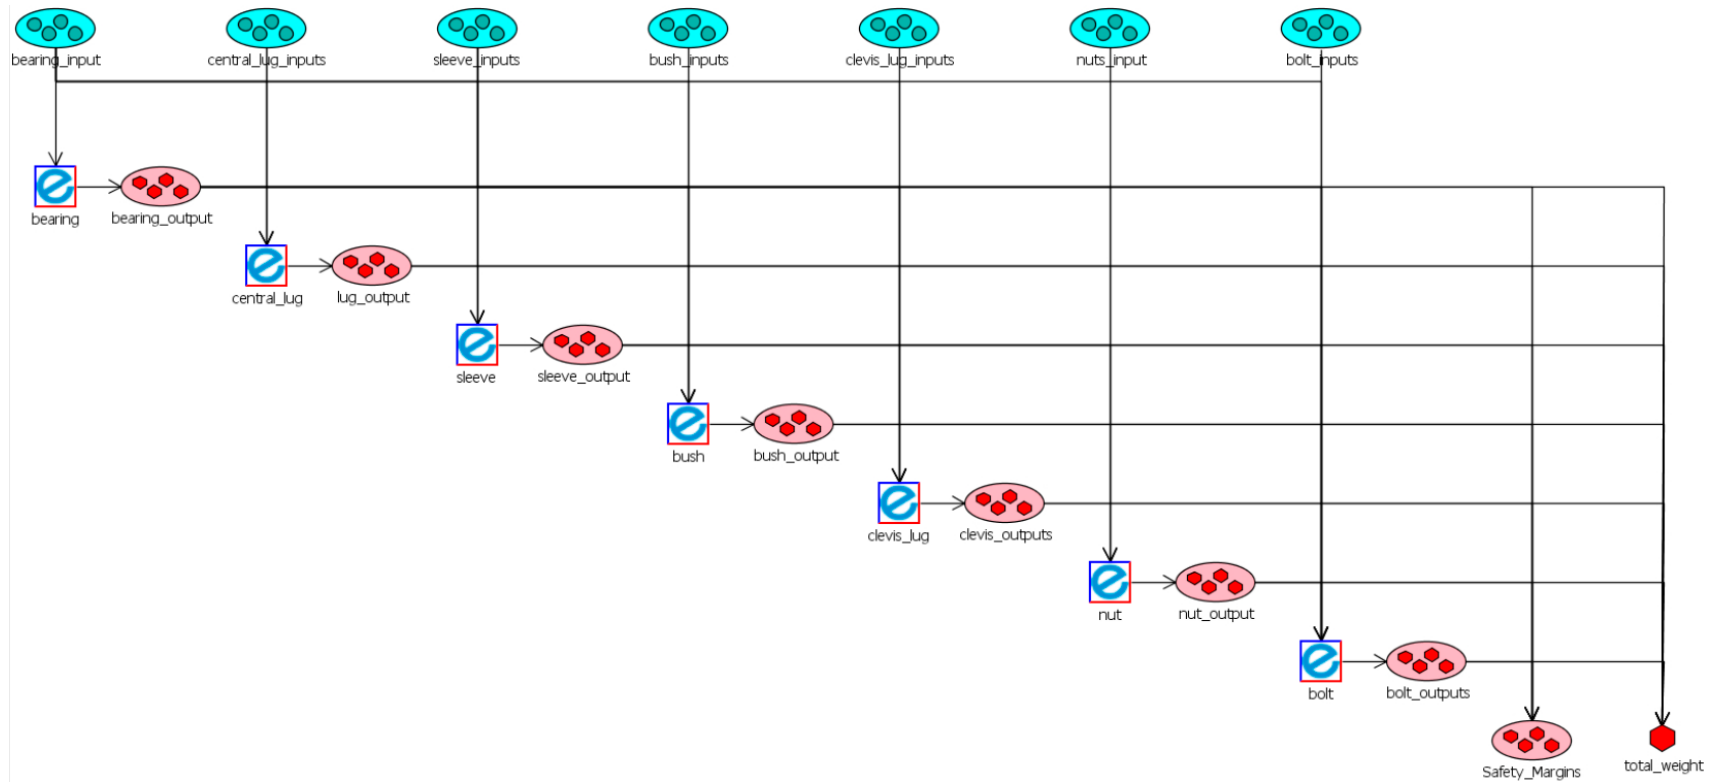 bearing_input
central_lug_inputs
sleeve_inputs
bush_inputs
clevis_lug_inputs
nuts_input
bolt_inputs
bearing
bearing_output
central_lug
lug_output
sleeve
sleeve_output
bush
bush_output
clevis_lug
clevis_outputs
nut
nut_output
bolt
bolt_outputs
Safety_Margins
total_weight